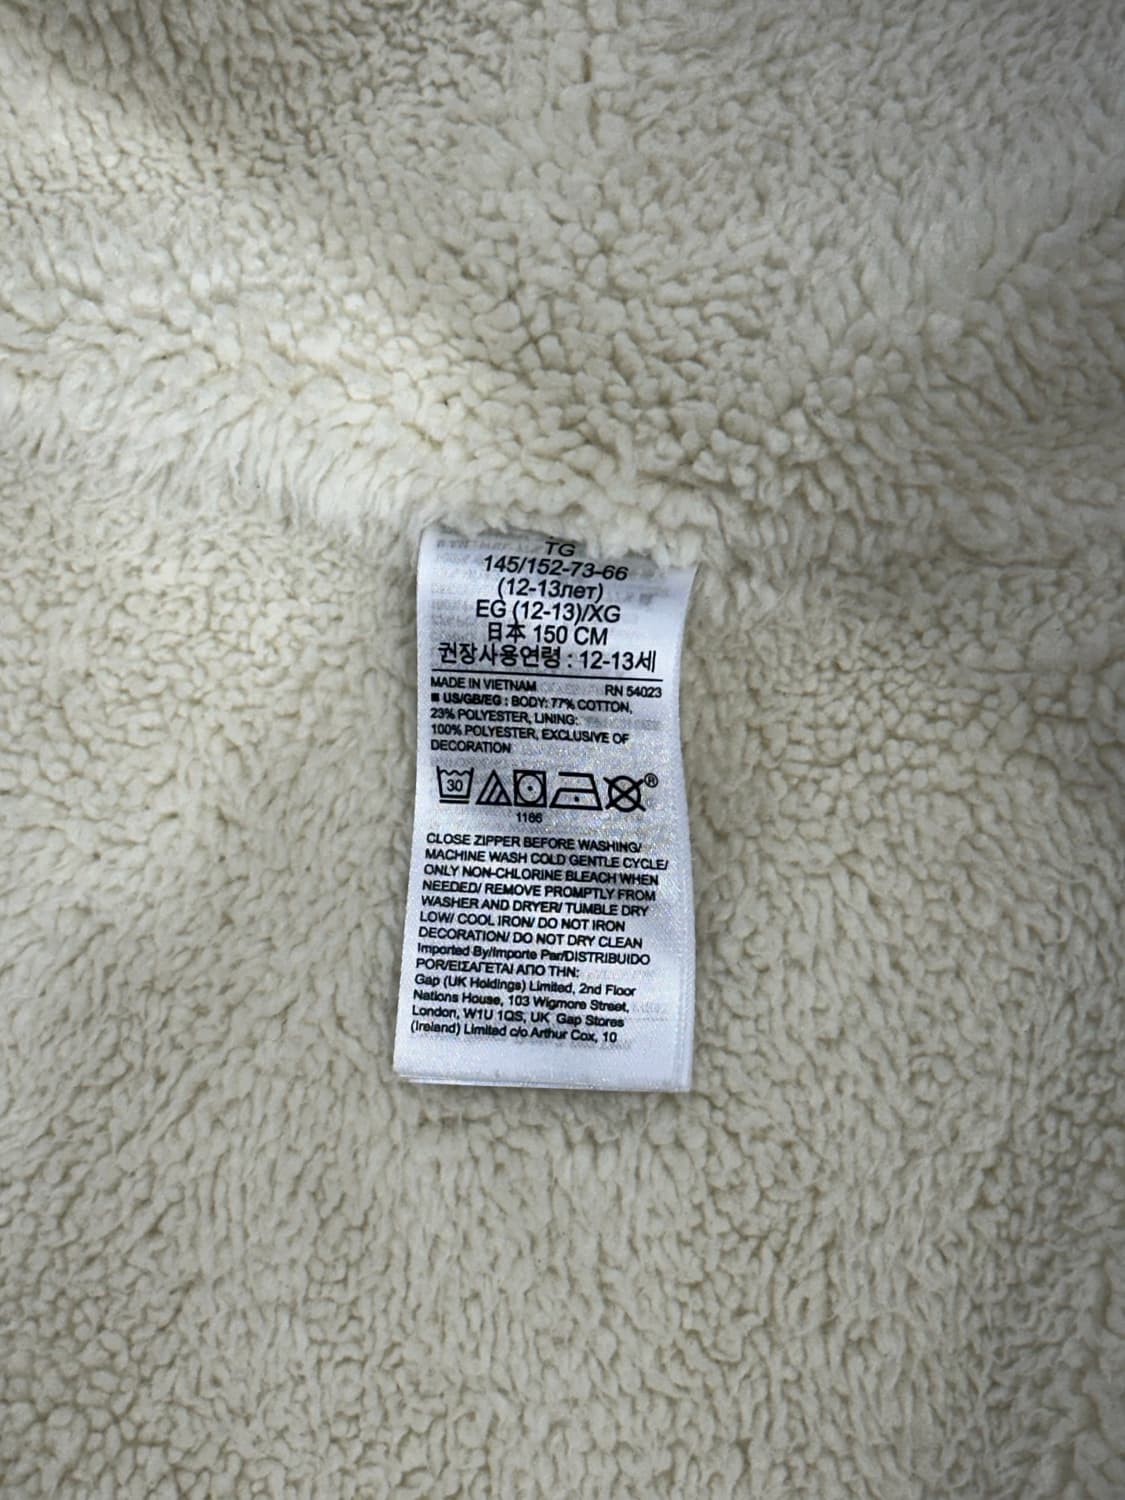 TG
145/152-73-66
(12-13лет)
EG (12-13)/XG
日本 150 CM
권장사용연령 : 12-13세
MADE IN VIETNAM RN 54023
■ US/GB/EG : BODY: 77% COTTON,
23% POLYESTER, LINING:
100% POLYESTER, EXCLUSIVE OF
DECORATION
30 ®
1166
CLOSE ZIPPER BEFORE WASHING/
MACHINE WASH COLD GENTLE CYCLE/
ONLY NON-CHLORINE BLEACH WHEN
NEEDED/ REMOVE PROMPTLY FROM
WASHER AND DRYER/ TUMBLE DRY
LOW/ COOL IRON/ DO NOT IRON
DECORATION/ DO NOT DRY CLEAN
Imported By/Importe Par/DISTRIBUIDO
POR/ΕΙΣΑΓΕΤΑΙ ΑΠΟ ΤΗΝ:
Gap (UK Holdings) Limited, 2nd Floor
Nations House, 103 Wigmore Street,
London, W1U 1QS, UK Gap Stores
(Ireland) Limited c/o Arthur Cox, 10